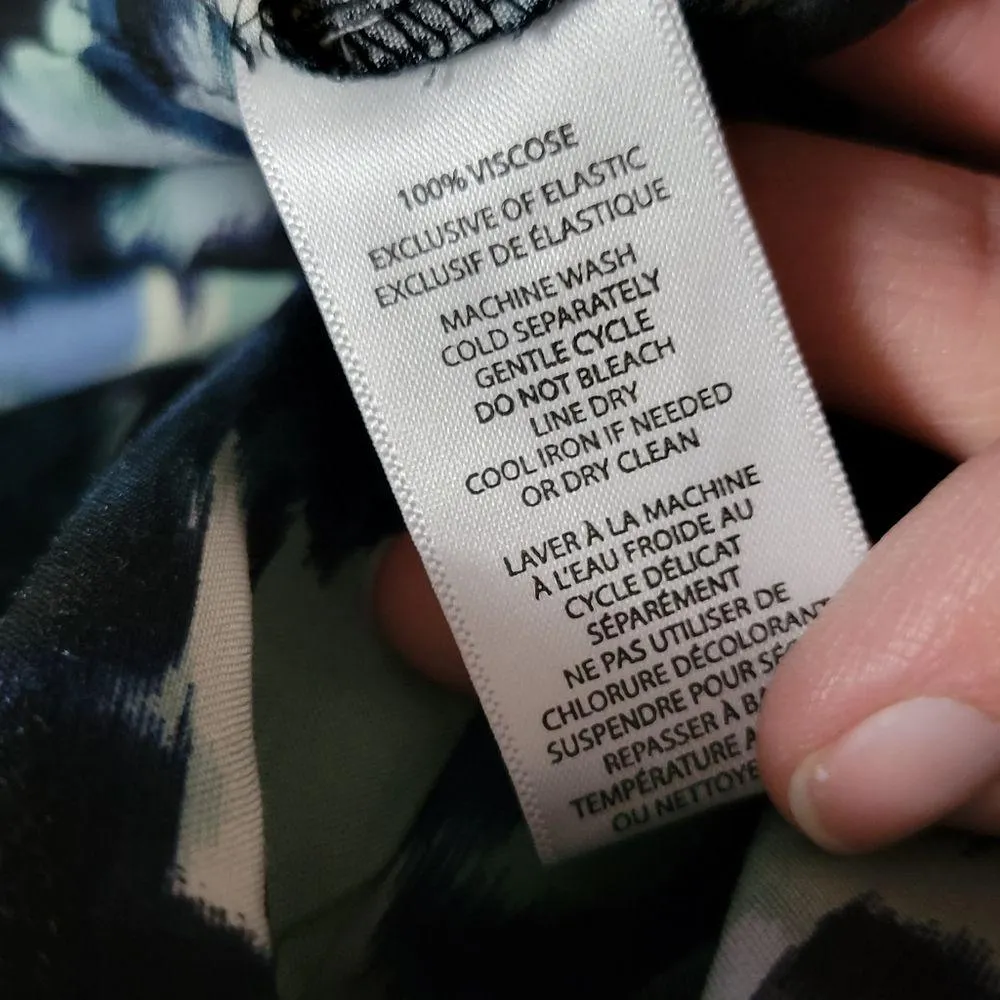 100% VISCOSE
EXCLUSIVE OF ELASTIC
EXCLUSIF DE ÉLASTIQUE
MACHINE WASH
COLD SEPARATELY
GENTLE CYCLE
DO NOT BLEACH
LINE DRY
COOL IRON IF NEEDED
OR DRY CLEAN
LAVER À LA MACHINE
À L'EAU FROIDE AU
CYCLE DÉLICAT
SÉPARÉMENT
NE PAS UTILISER DE
CHLORURE DÉCOLORANT
SUSPENDRE POUR
REPASSER À
TEMPÉRATURE
OU